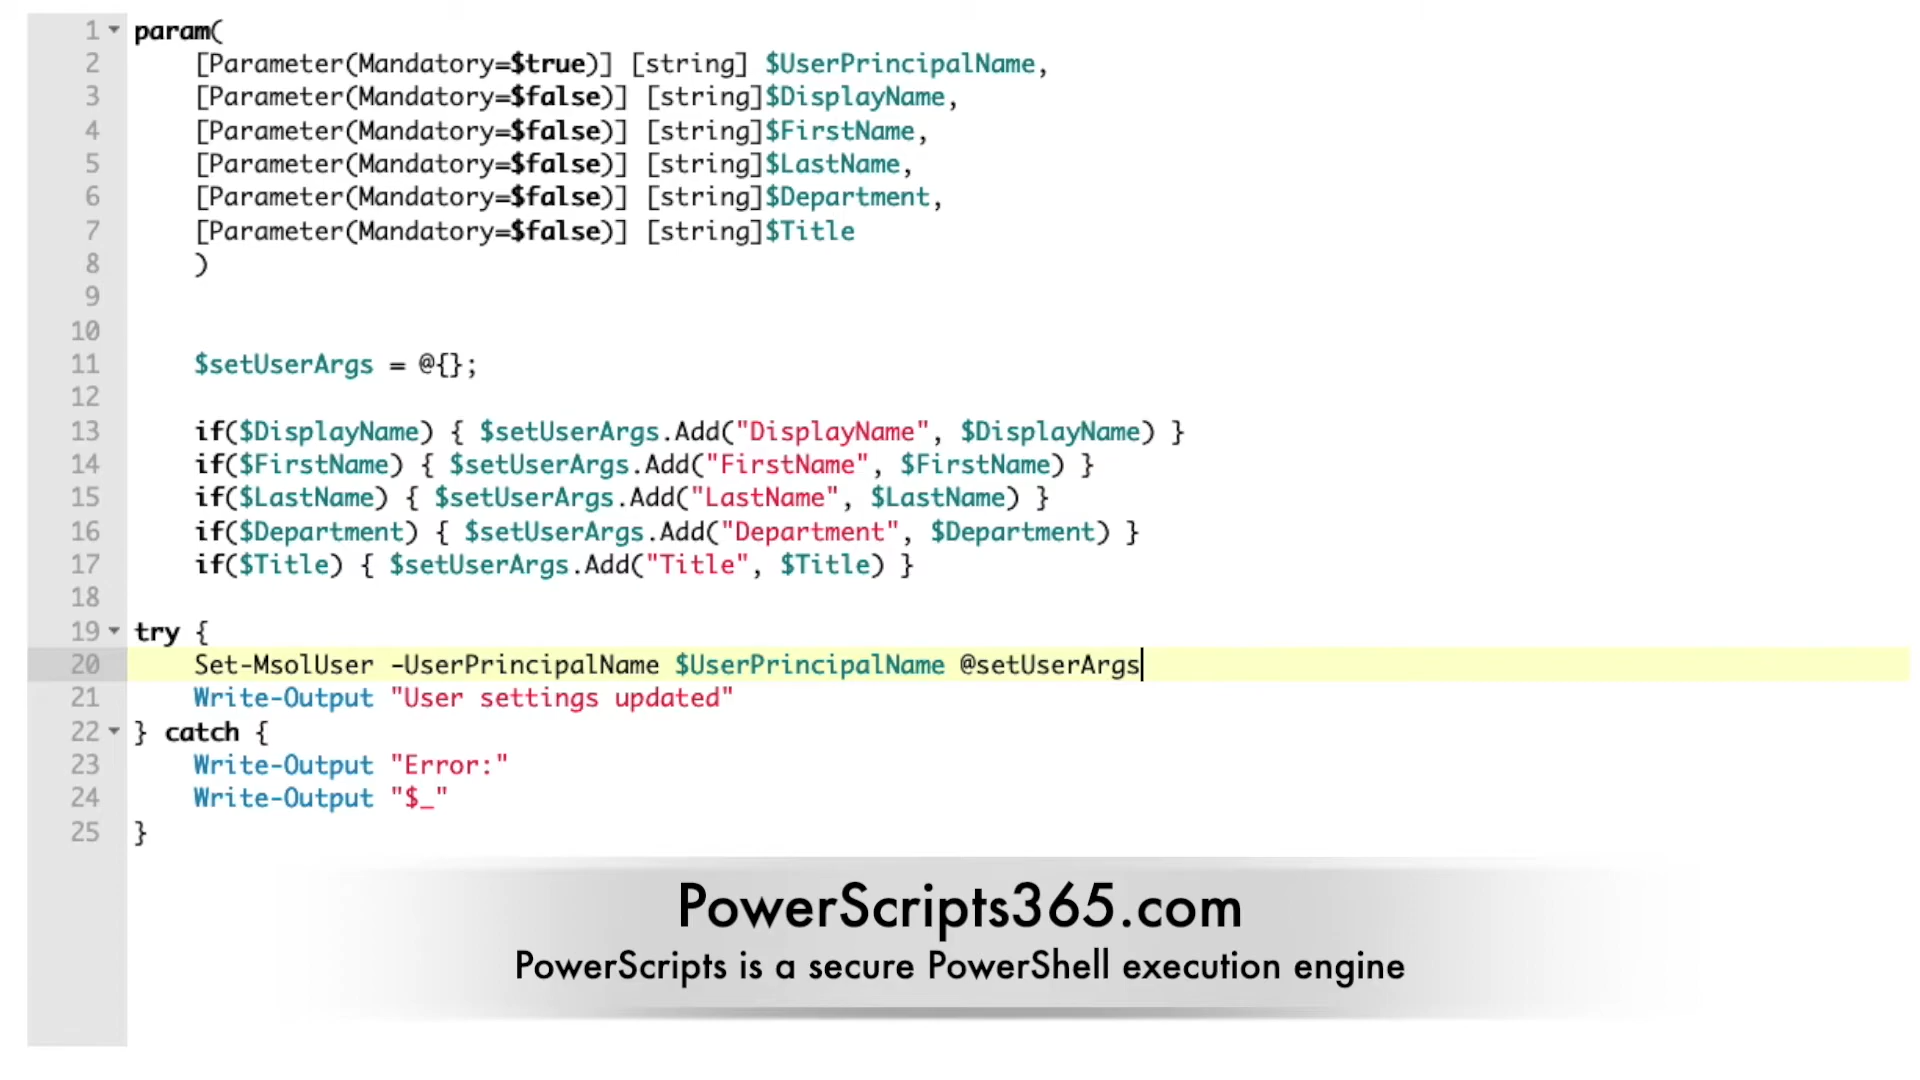 1 param(
2 [Parameter(Mandatory=$true)] [string] $UserPrincipalName,
3 [Parameter(Mandatory=$false)] [string]$DisplayName,
4 [Parameter(Mandatory=$false)] [string]$FirstName,
5 [Parameter(Mandatory=$false)] [string]$LastName,
6 [Parameter(Mandatory=$false)] [string]$Department,
7 [Parameter(Mandatory=$false)] [string]$Title
8 )
9
10
11 $setUserArgs = @{};
12
13 if($DisplayName) { $setUserArgs.Add("DisplayName", $DisplayName) }
14 if($FirstName) { $setUserArgs.Add("FirstName", $FirstName) }
15 if($LastName) { $setUserArgs.Add("LastName", $LastName) }
16 if($Department) { $setUserArgs.Add("Department", $Department) }
17 if($Title) { $setUserArgs.Add("Title", $Title) }
18
19 try {
20 Set-MsolUser -UserPrincipalName $UserPrincipalName @setUserArgs
21 Write-Output "User settings updated"
22 } catch {
23 Write-Output "Error:"
24 Write-Output "$_"
25 }
PowerScripts365.com
PowerScripts is a secure PowerShell execution engine